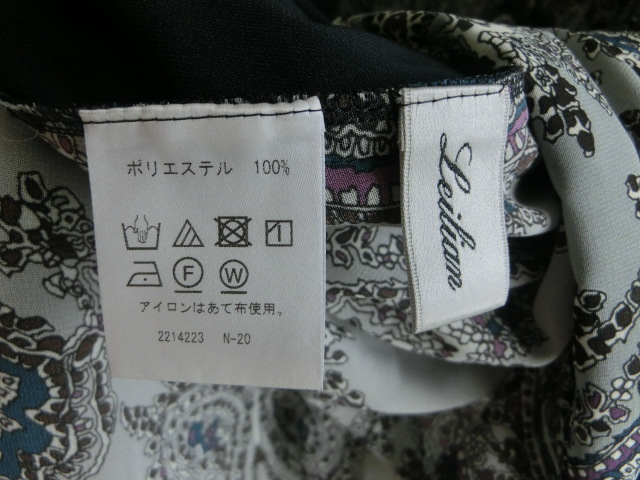 ポリエステル 100%
F W
アイロンはあて布使用。
2214223 N-20
Leilian